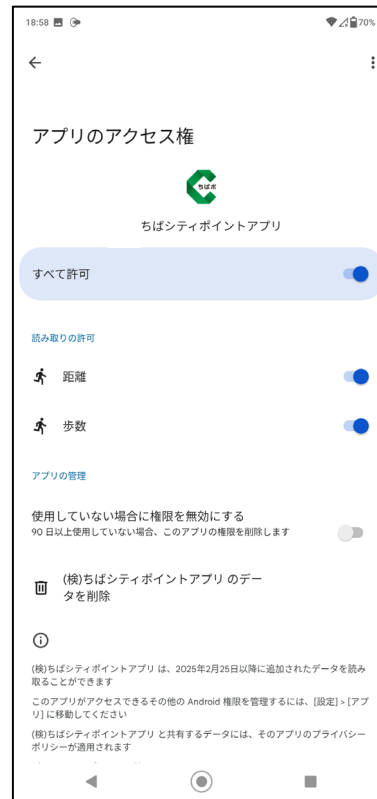 18:58
70%
アプリのアクセス権
ちばポ
ちばシティポイントアプリ
すべて許可
読み取りの許可
距離
歩数
アプリの管理
使用していない場合に権限を無効にする
90 日以上使用していない場合、このアプリの権限を削除します
(検)ちばシティポイントアプリ のデー
タを削除
(検)ちばシティポイントアプリ は、2025年2月25日以降に追加されたデータを読み
取ることができます
このアプリがアクセスできるその他の Android 権限を管理するには、[設定] > [アプ
リ] に移動してください
(検)ちばシティポイントアプリ と共有するデータには、そのアプリのプライバシー
ポリシーが適用されます